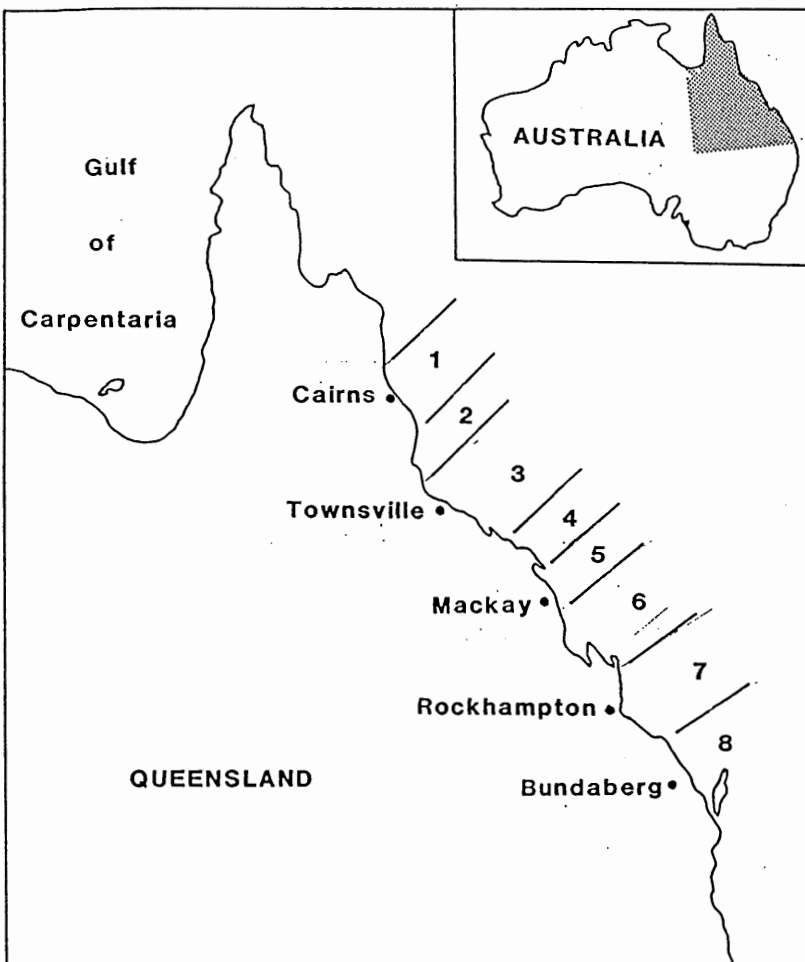 AUSTRALIA
Gulf
of
Carpentaria
1
Cairns
2
3
Townsville
4
5
Mackay
6
7
Rockhampton
8
QUEENSLAND
Bundaberg